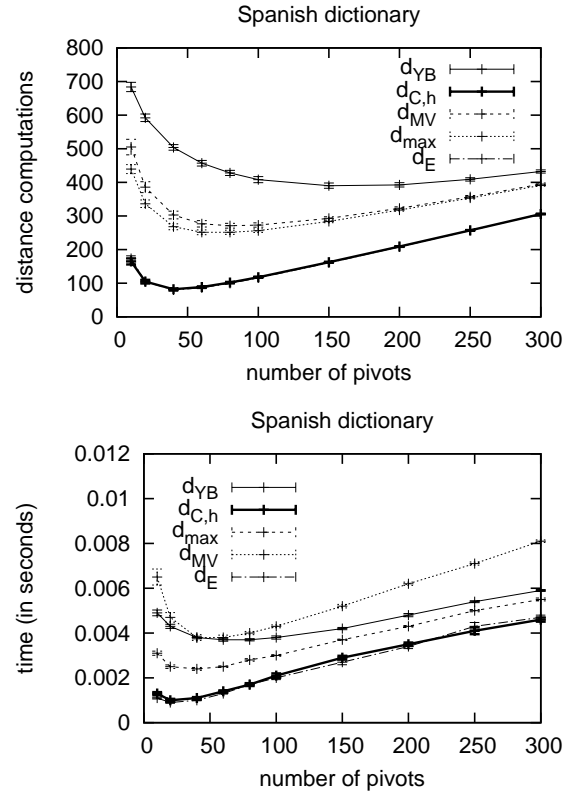 Spanish dictionary
800
700
600
500
400
300
200
100
0
distance computations
d_YB
d_C,h
d_MV
d_max
d_E
0 50 100 150 200 250 300
number of pivots
Spanish dictionary
0.012
0.01
0.008
0.006
0.004
0.002
0
time (in seconds)
d_YB
d_C,h
d_max
d_MV
d_E
0 50 100 150 200 250 300
number of pivots